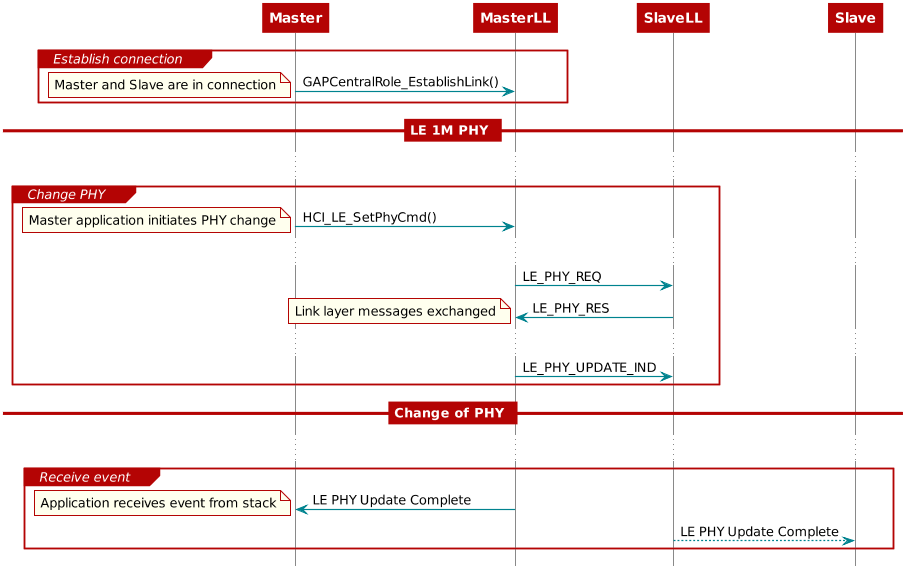 Master
MasterLL
SlaveLL
Slave
Establish connection
Master and Slave are in connection
GAPCentralRole_EstablishLink()
LE 1M PHY
Change PHY
Master application initiates PHY change
HCI_LE_SetPhyCmd()
LE_PHY_REQ
Link layer messages exchanged
LE_PHY_RES
LE_PHY_UPDATE_IND
Change of PHY
Receive event
Application receives event from stack
LE PHY Update Complete
LE PHY Update Complete